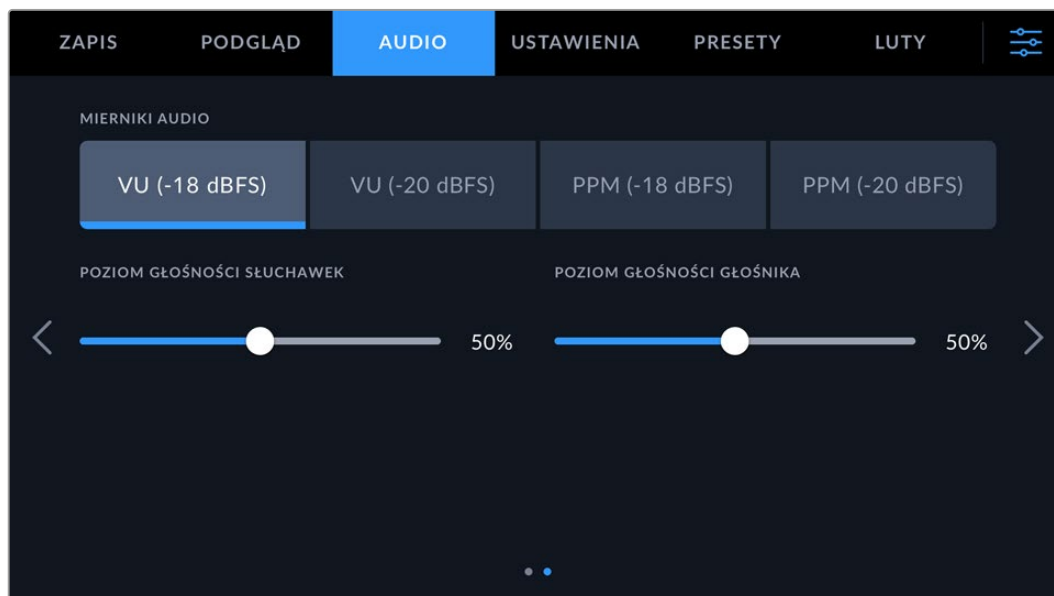 ZAPIS PODGLĄD AUDIO USTAWIENIA PRESETY LUTY
MIERNIKI AUDIO
VU (-18 dBFS) VU (-20 dBFS) PPM (-18 dBFS) PPM (-20 dBFS)
POZIOM GŁOŚNOŚCI SŁUCHAWEK POZIOM GŁOŚNOŚCI GŁOŚNIKA
50% 50%